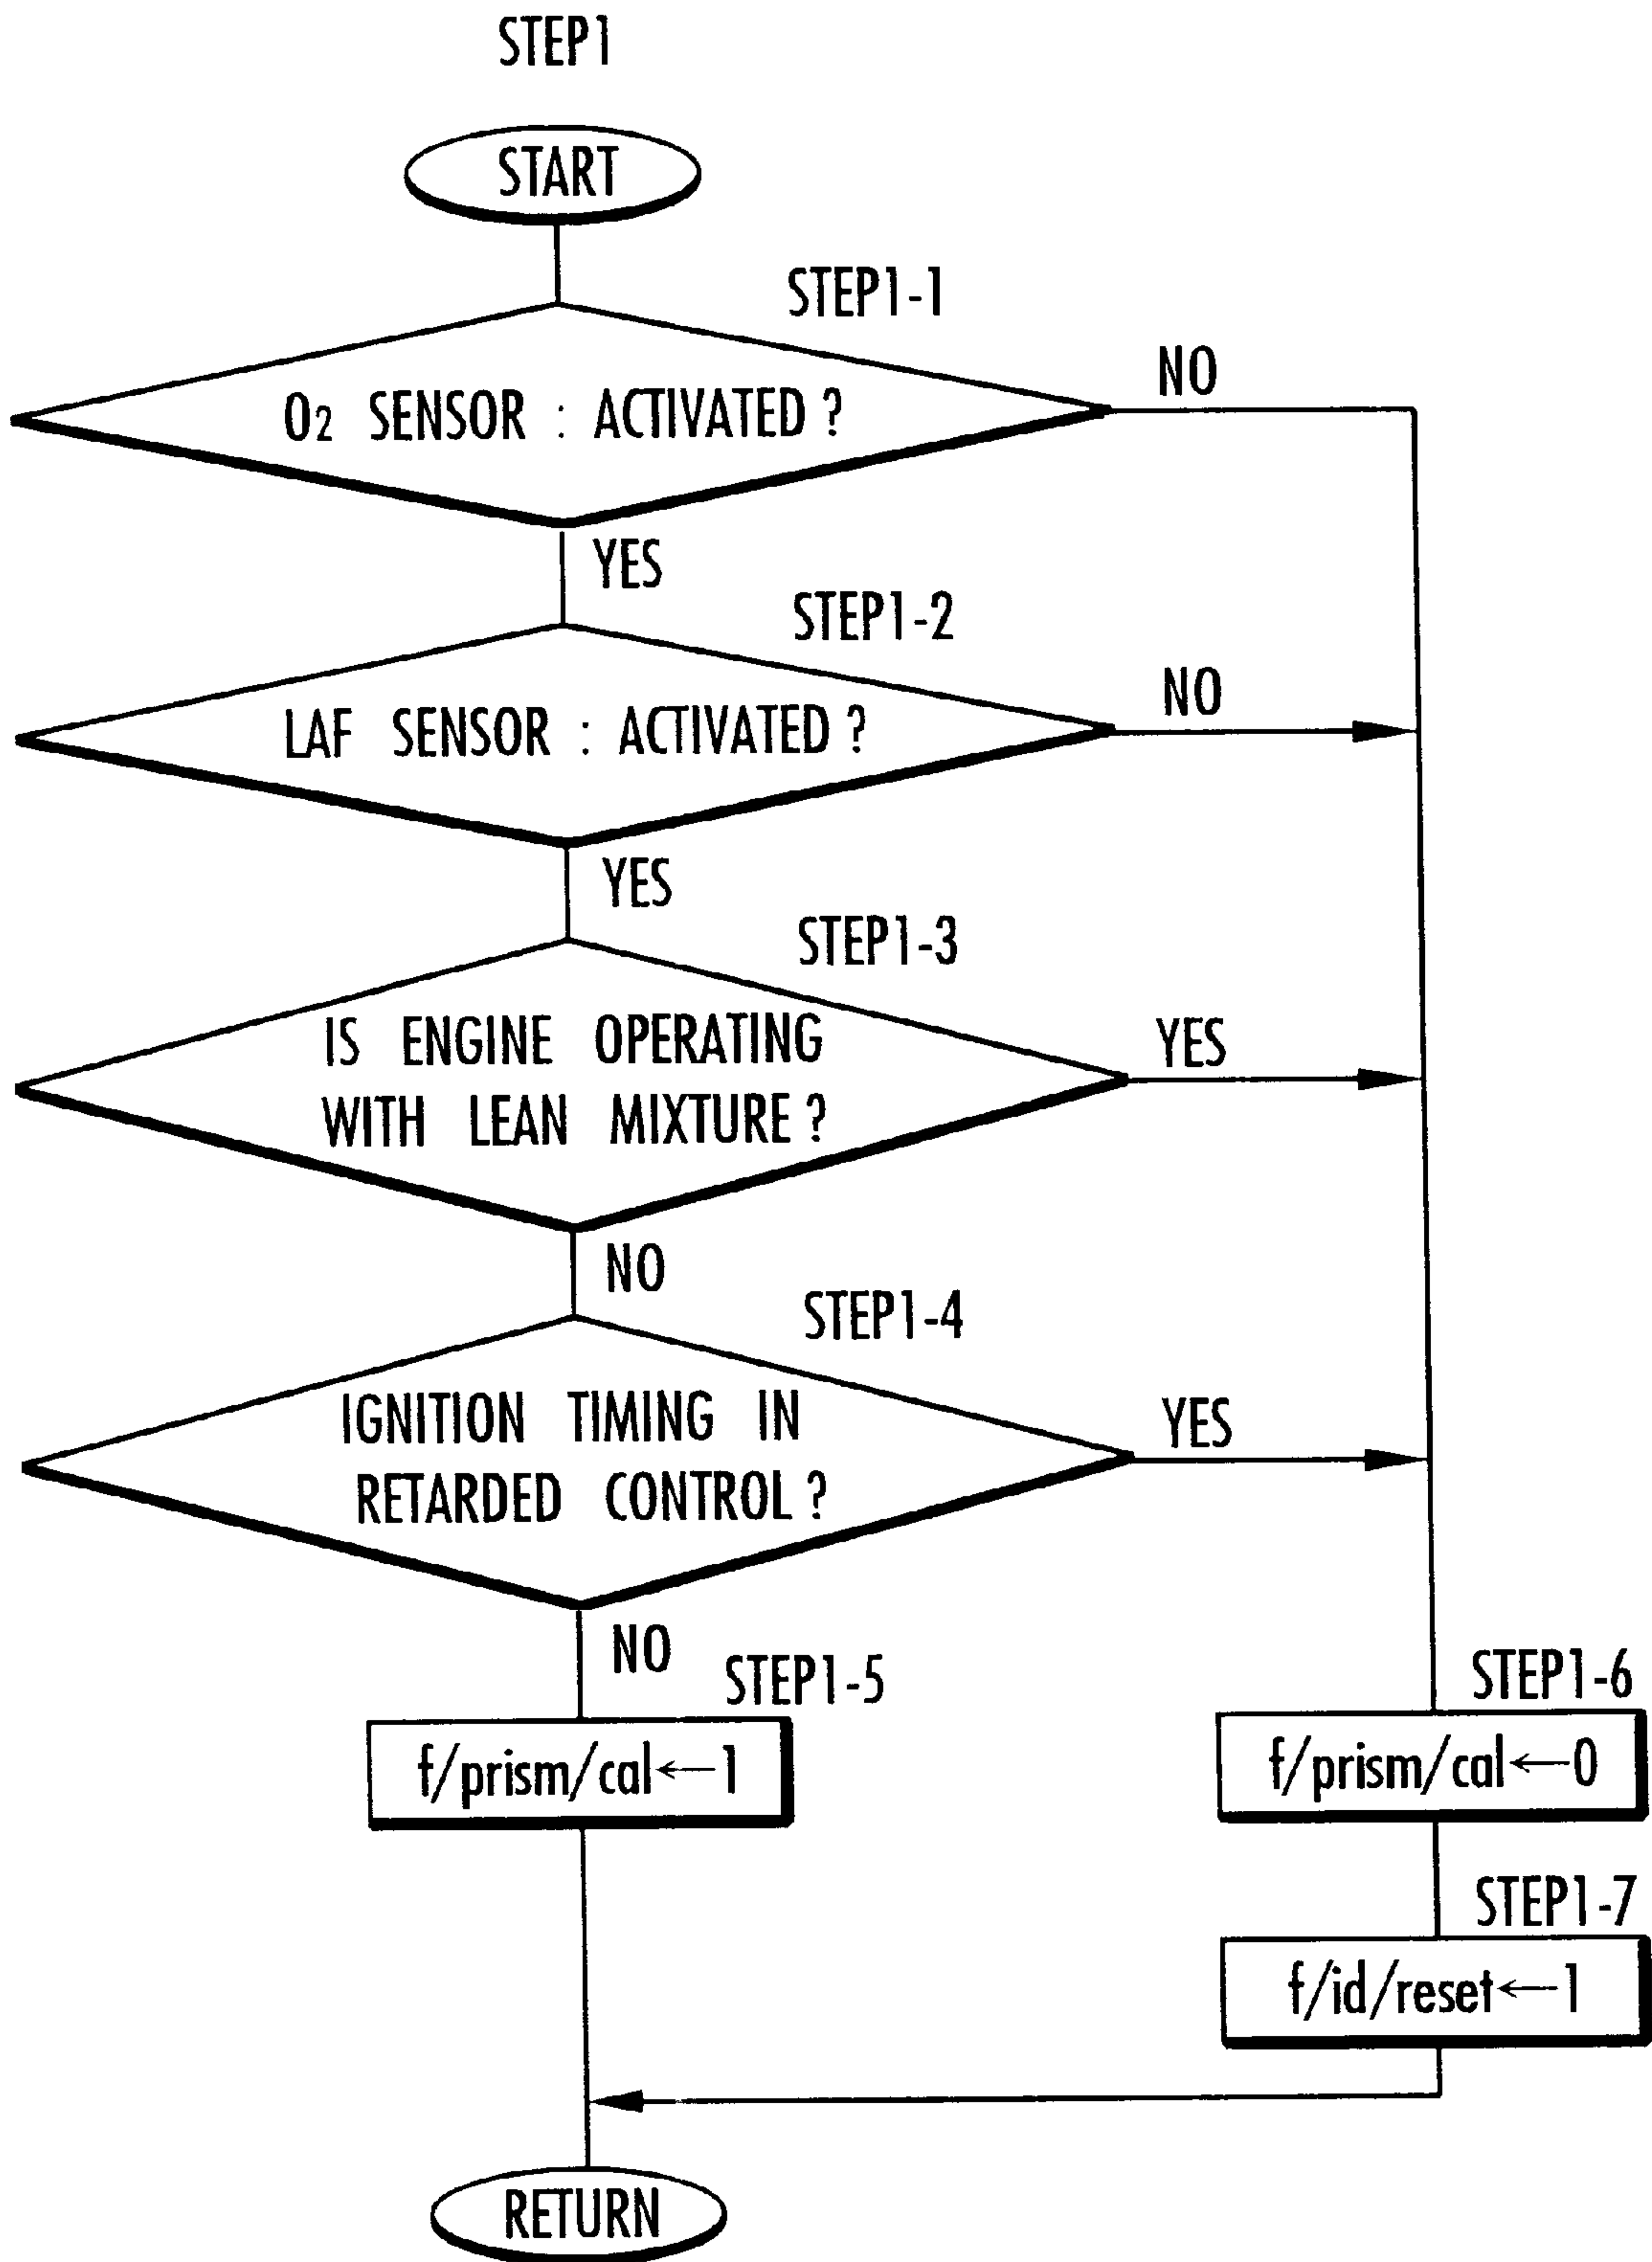 STEP1
START
STEP1-1
O2 SENSOR : ACTIVATED ?
NO
YES
STEP1-2
LAF SENSOR : ACTIVATED ?
NO
YES
STEP1-3
IS ENGINE OPERATING
WITH LEAN MIXTURE ?
YES
NO
STEP1-4
IGNITION TIMING IN
RETARDED CONTROL ?
YES
NO
STEP1-5
f/prism/cal←1
STEP1-6
f/prism/cal←0
STEP1-7
f/id/reset←1
RETURN